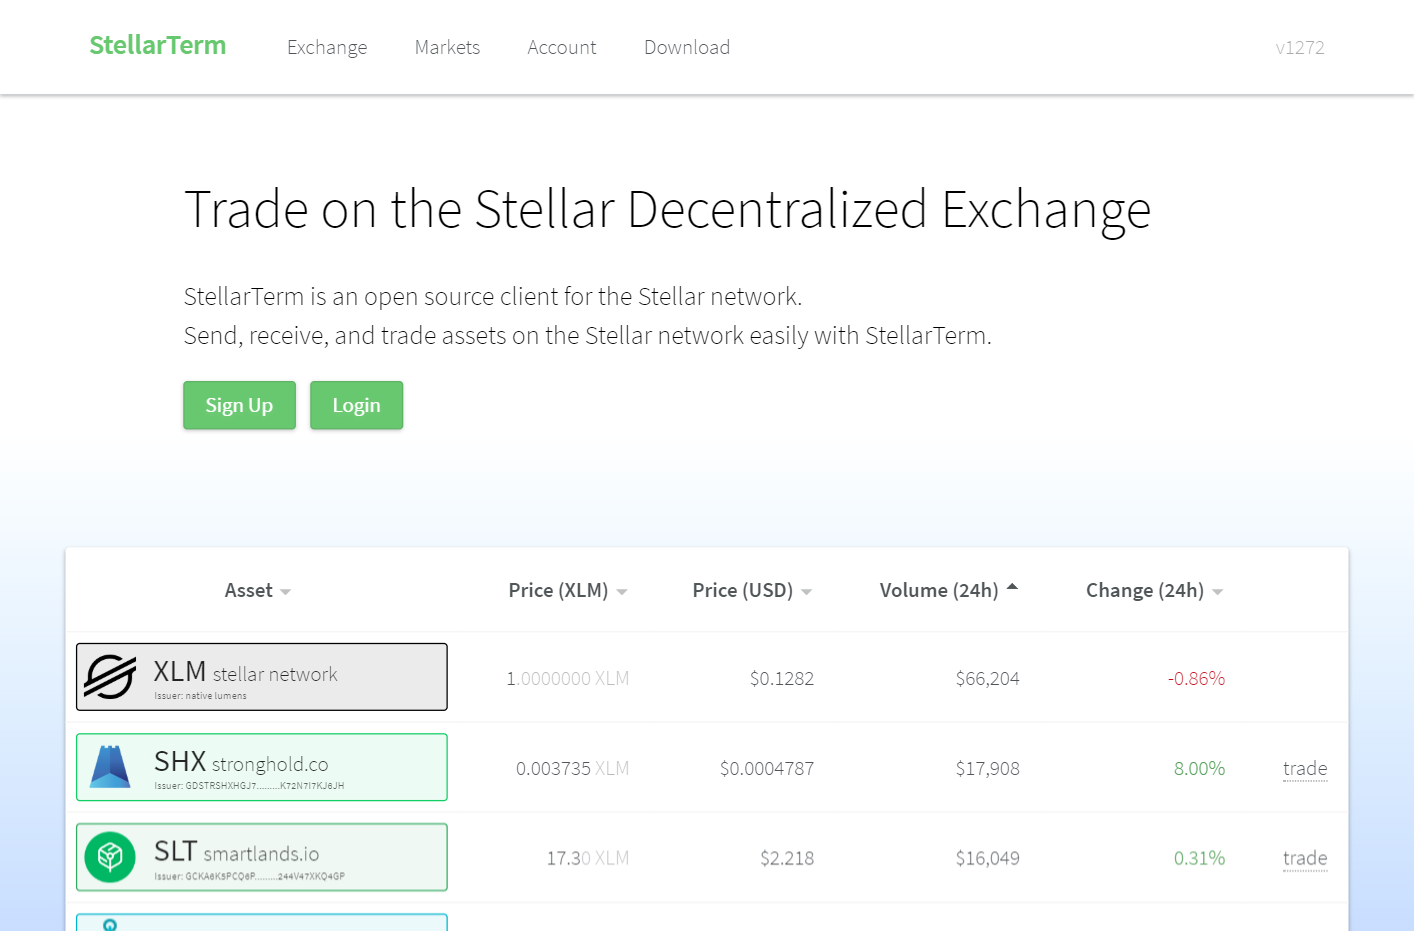 StellarTerm Exchange Markets Account Download v1272
Trade on the Stellar Decentralized Exchange
StellarTerm is an open source client for the Stellar network.
Send, receive, and trade assets on the Stellar network easily with StellarTerm.
Sign Up Login
Asset Price (XLM) Price (USD) Volume (24h) Change (24h)
XLM stellar network 1.0000000 XLM $0.1282 $66,204 -0.86%
Issuer: native lumens
SHX stronghold.co 0.003735 XLM $0.0004787 $17,908 8.00% trade
Issuer: GDSTRSHXHGJ7.........K72N7I7KJ6JH
SLT smartlands.io 17.30 XLM $2.218 $16,049 0.31% trade
Issuer: GCKA6K5PCQ6P.........244V47XKQ4GP